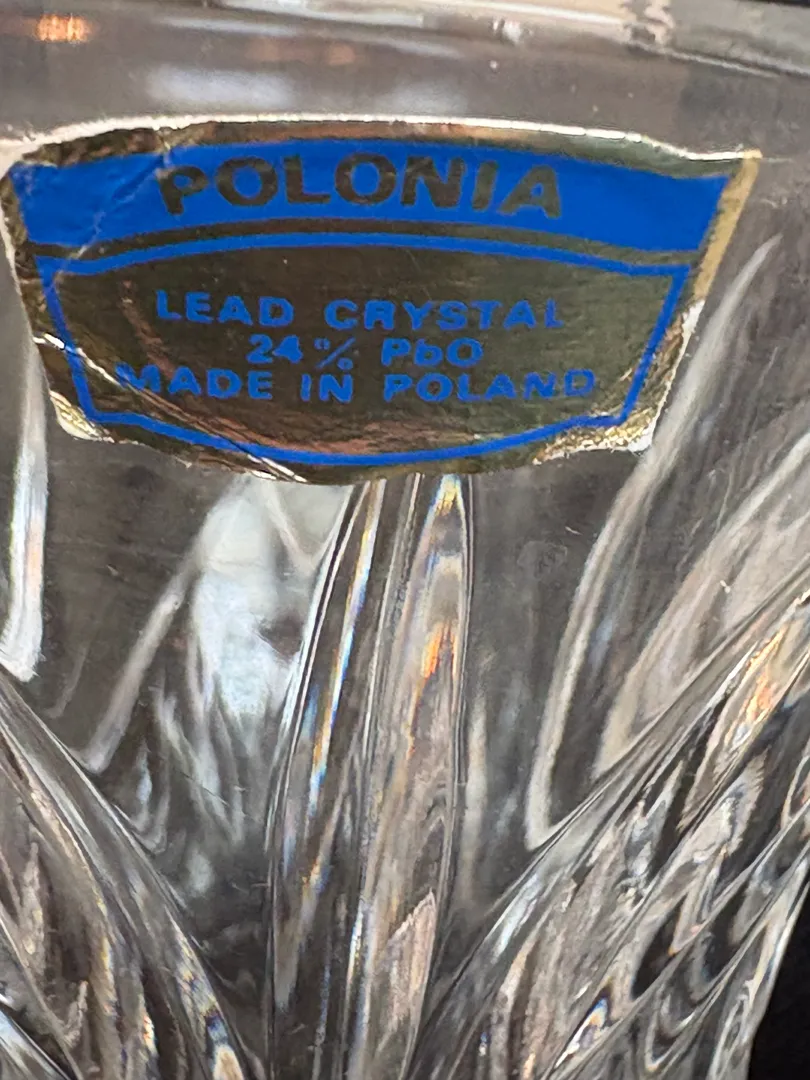 POLONIA
LEAD CRYSTAL
24% PbO
MADE IN POLAND